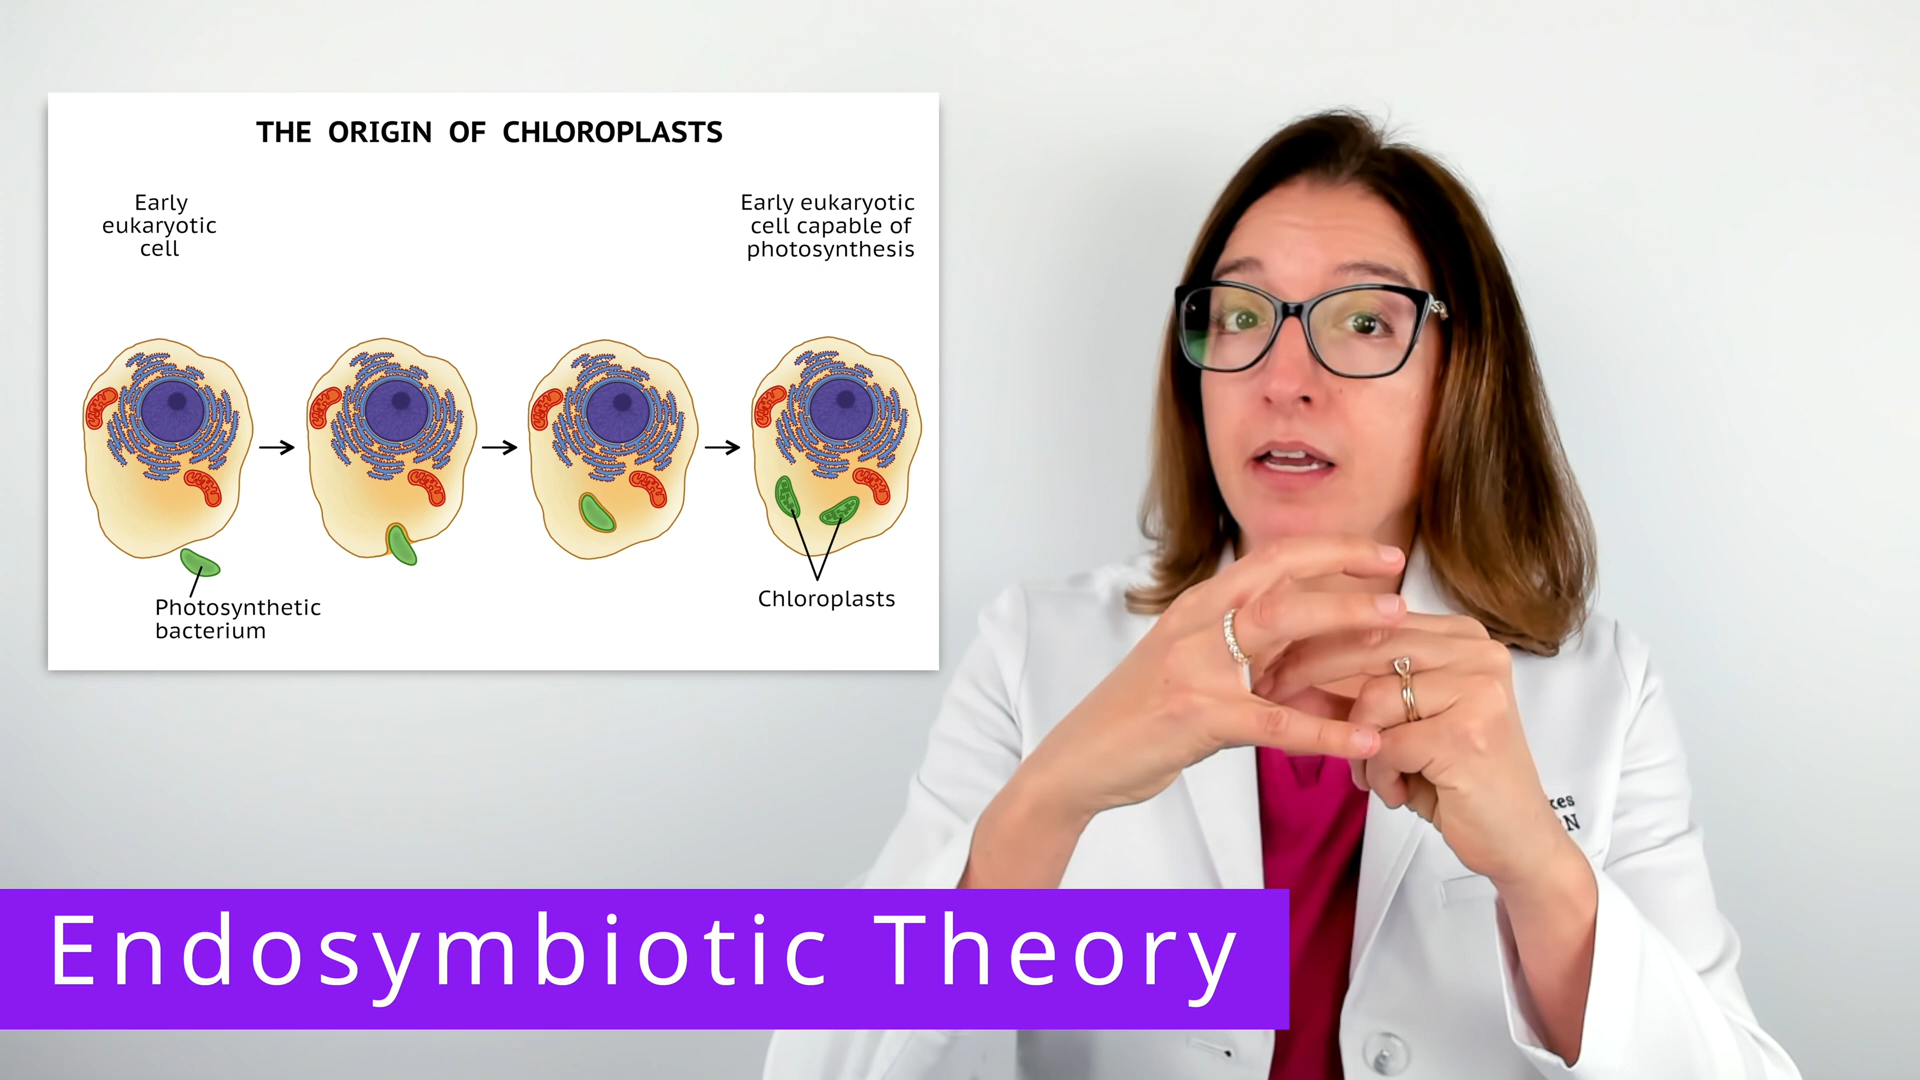 THE ORIGIN OF CHLOROPLASTS
Early
eukaryotic
cell
Early eukaryotic
cell capable of
photosynthesis
Photosynthetic
bacterium
Chloroplasts
Endosymbiotic Theory